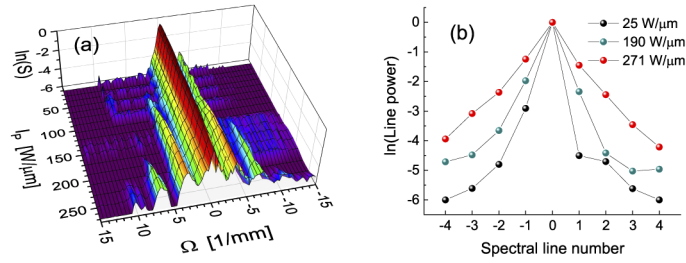 (a)
ln(S)
0
-2
-4
-6
50
75
100
150
200
250
I_P [W/μm]
15
10
5
0
-5
-10
-15
Ω [1/mm]
(b)
25 W/μm
190 W/μm
271 W/μm
ln(Line power)
0
-1
-2
-3
-4
-5
-6
-4 -3 -2 -1 0 1 2 3 4
Spectral line number